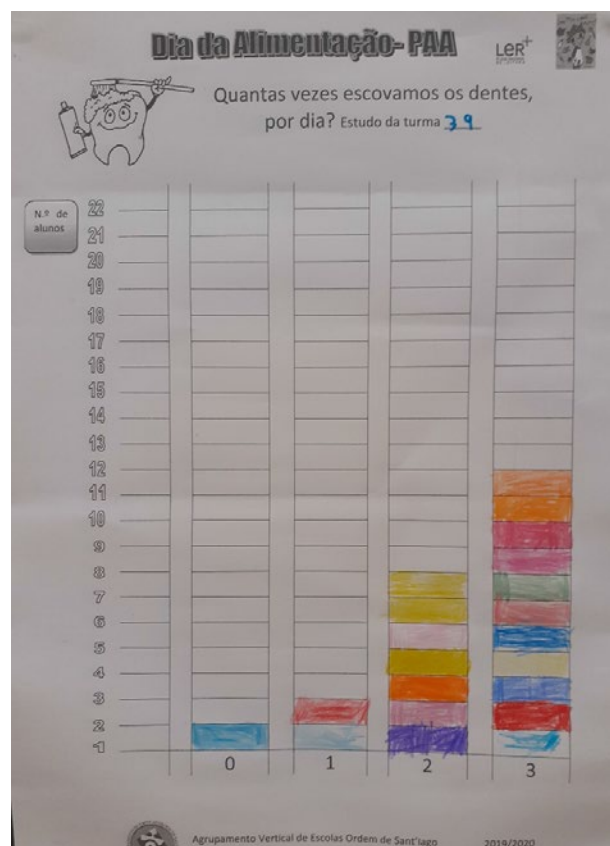 Dia da Alimentação- PAA
LeR+
Quantas vezes escovamos os dentes,
por dia? Estudo da turma 39
N.º de
alunos
22
21
20
19
18
17
16
15
14
13
12
11
10
9
8
7
6
5
4
3
2
1
0 1 2 3
Agrupamento Vertical de Escolas Ordem de Sant'Iago 2019/2020